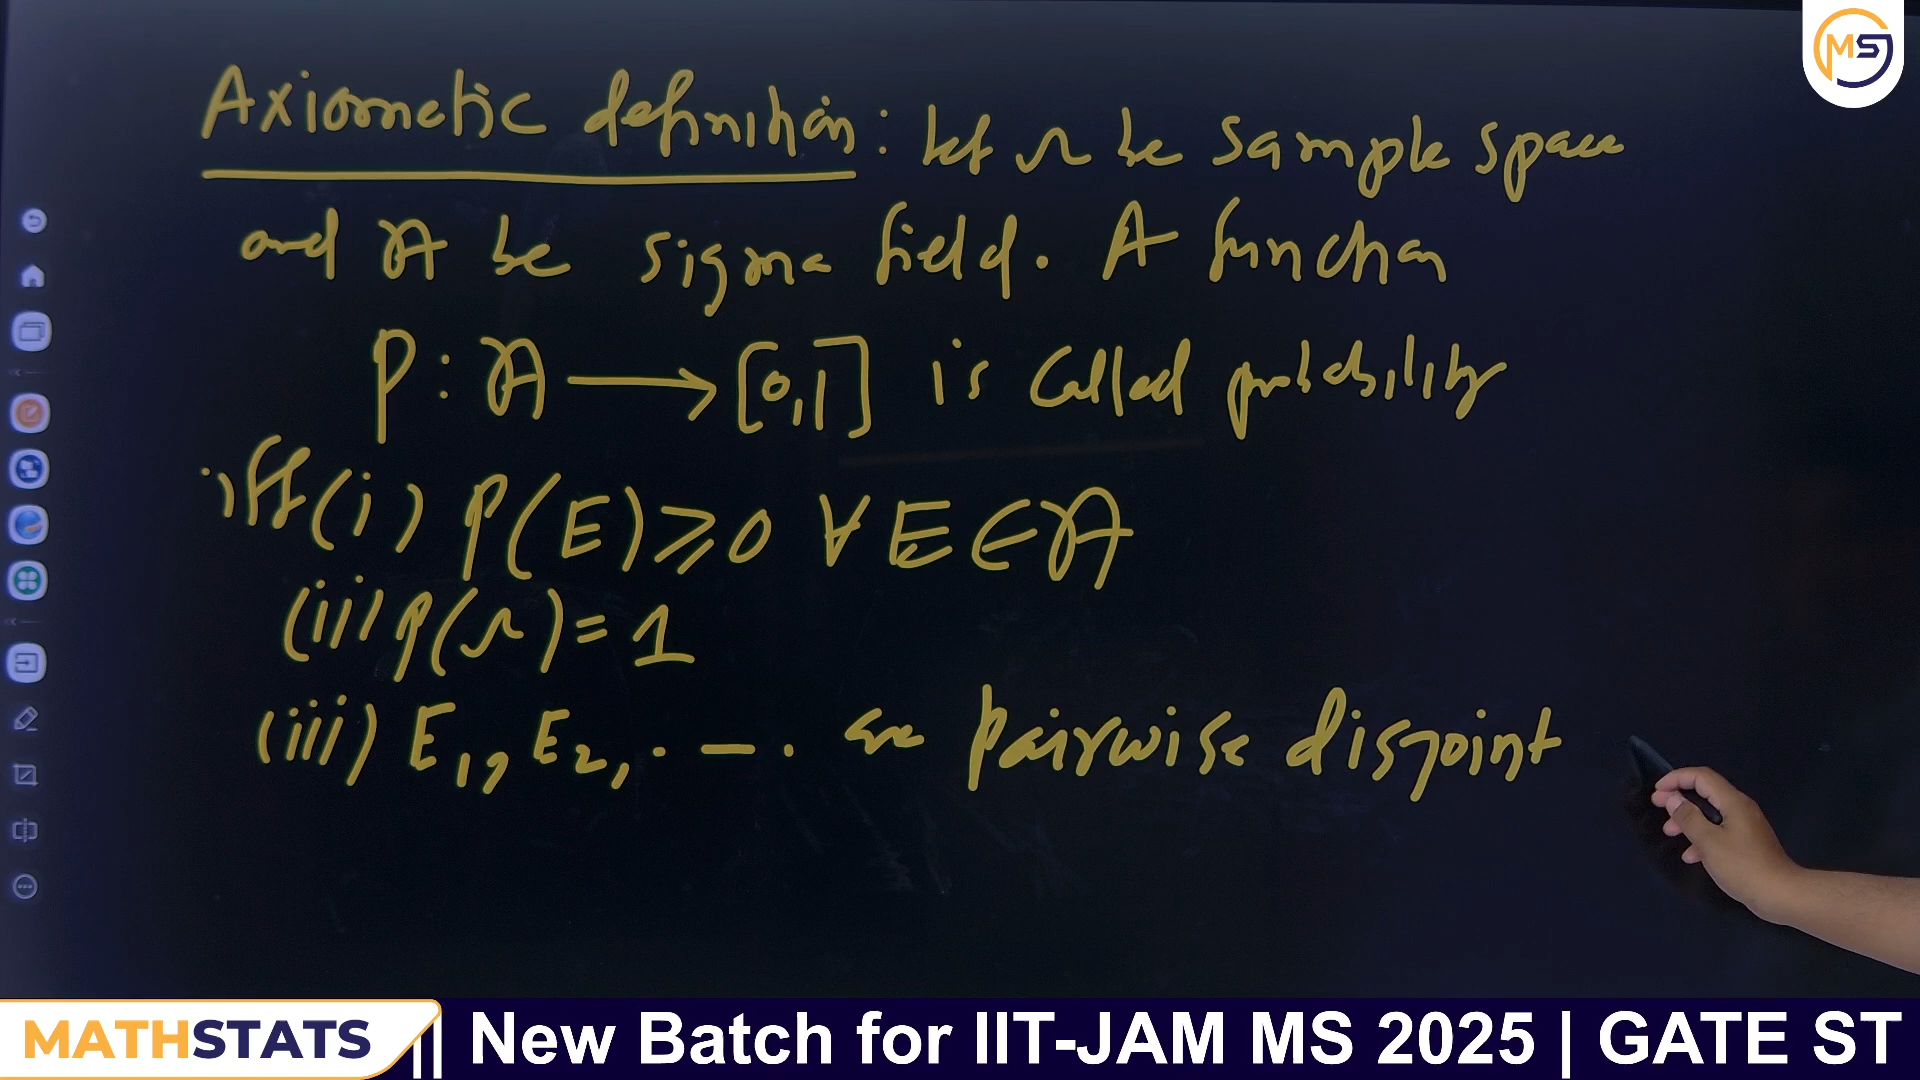 MS
Axiometic definition: Let Ω be sample space
and A be sigma field. A function
P: A ⟶ [0,1] is called probability
iff (i) P(E) ⩾ 0 ∀ E ∈ A
(ii) P(Ω) = 1
(iii) E₁, E₂, . — . are pairwise disjoint
MATHSTATS || New Batch for IIT-JAM MS 2025 | GATE ST